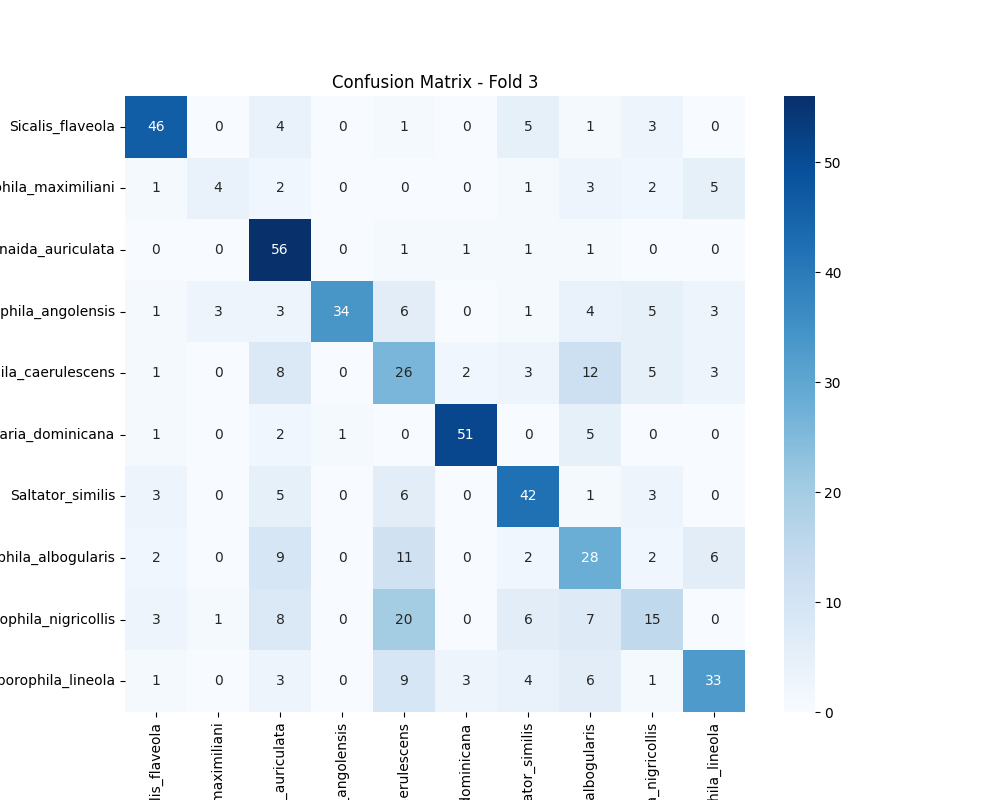 Confusion Matrix - Fold 3
Sicalis_flaveola 46 0 4 0 1 0 5 1 3 0
phila_maximiliani 1 4 2 0 0 0 1 3 2 5
naida_auriculata 0 0 56 0 1 1 1 1 0 0
phila_angolensis 1 3 3 34 6 0 1 4 5 3
ila_caerulescens 1 0 8 0 26 2 3 12 5 3
aria_dominicana 1 0 2 1 0 51 0 5 0 0
Saltator_similis 3 0 5 0 6 0 42 1 3 0
phila_albogularis 2 0 9 0 11 0 2 28 2 6
ophila_nigricollis 3 1 8 0 20 0 6 7 15 0
porophila_lineola 1 0 3 0 9 3 4 6 1 33
lis_flaveola
maximiliani
_auriculata
_angolensis
erulescens
dominicana
ator_similis
albogularis
a_nigricollis
hila_lineola
50
40
30
20
10
0